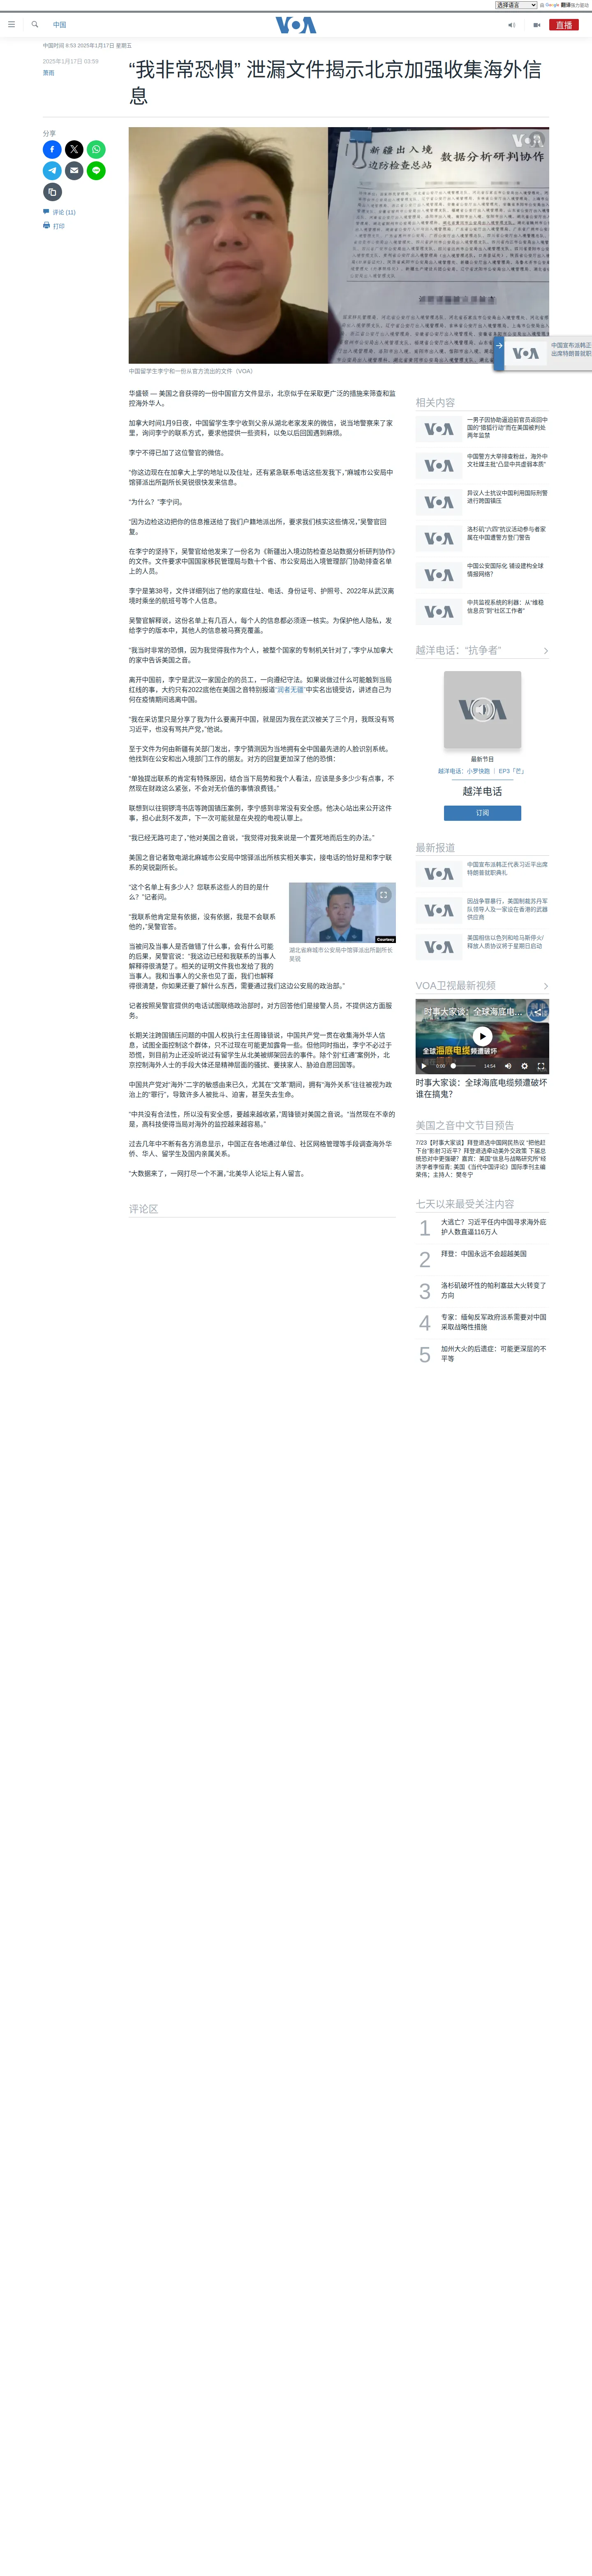 选择语言 由 Google 翻译强力驱动
中国 VOA 直播
中国时间 9:53 2025年1月17日 星期五
2025年1月17日 03:59
“我非常恐惧” 泄漏文件揭示北京加强收集海外信
息
分享
评论 (11)
打印
新疆出入境
边防检查总站 数据分析研判协作
中国留学生李宁和一份从官方流出的文件（VOA）
华盛顿 — 美国之音获得的一份中国官方文件显示，北京似乎在采取更广泛的措施来筛查和监
控海外华人。
加拿大时间1月9日夜，中国留学生李宁收到父亲从湖北老家发来的微信，说当地警察来了家
里，询问李宁的联系方式，要求他提供一些资料，以免以后回国遇到麻烦。
李宁不得已加了这位警官的微信。
“你这边现在在加拿大上学的地址以及住址，还有紧急联系电话这些发我下,”麻城市公安局中
馆驿派出所副所长吴锐很快发来信息。
“为什么？”李宁问。
“因为边检这边把你的信息推送给了我们户籍地派出所，要求我们核实这些情况，”吴警官回
复。
在李宁的坚持下，吴警官给他发来了一份名为《新疆出入境边防检查总站数据分析研判协作》
的文件。文件要求中国国家移民管理局与数十个省、市公安局出入境管理部门协助排查名单
上的人员。
李宁是第38号，文件详细列出了他的家庭住址、电话、身份证号、护照号、2022年从武汉离
境时乘坐的航班号等个人信息。
吴警官解释说，这份名单上有几百人，每个人的信息都必须逐一核实。为保护他人隐私，发
给李宁的版本中，其他人的信息被马赛克覆盖。
“我当时非常的恐惧，因为我觉得我作为个人，被整个国家的专制机关针对了，”李宁从加拿大
的家中告诉美国之音。
离开中国前，李宁是武汉一家国企的的员工，一向遵纪守法。如果说做过什么可能触到当局
红线的事，大约只有2022底他在美国之音特别报道“润者无疆”中实名出镜受访，讲述自己为
何在疫情期间逃离中国。
“我在采访里只是分享了我为什么要离开中国，就是因为我在武汉被关了三个月，我既没有骂
习近平，也没有骂共产党，”他说。
至于文件为何由新疆有关部门发出，李宁猜测因为当地拥有全中国最先进的人脸识别系统。
他找到在公安和出入境部门工作的朋友。对方的回复更加深了他的恐惧：
“单独提出联系的肯定有特殊原因，结合当下局势和我个人看法，应该是多多少少有点事，不
然现在财政这么紧张，不会对无价值的事情浪费钱。”
联想到以往铜锣湾书店等跨国镇压案例，李宁感到非常没有安全感。他决心站出来公开这件
事，担心此刻不发声，下一次可能就是在央视的电视认罪上。
“我已经无路可走了，”他对美国之音说，“我觉得对我来说是一个置死地而后生的办法。”
美国之音记者致电湖北麻城市公安局中馆驿派出所核实相关事实，接电话的恰好是和李宁联
系的吴锐副所长。
“这个名单上有多少人？您联系这些人的目的是什
么？”记者问。
“我联系他肯定是有依据，没有依据，我是不会联系
他的，”吴警官答。
Courtesy
湖北省麻城市公安局中馆驿派出所副所长
吴锐
当被问及当事人是否做错了什么事，会有什么可能
的后果，吴警官说：“我这边已经和我联系的当事人
解释得很清楚了。相关的证明文件我也发给了我的
当事人。我和当事人的父亲也见了面，我们也解释
得很清楚，你如果还要了解什么东西，需要通过我们这边公安局的政治部。”
记者按照吴警官提供的电话试图联络政治部时，对方回答他们是接警人员，不提供这方面服
务。
长期关注跨国镇压问题的中国人权执行主任周锋锁说，中国共产党一直在收集海外华人信
息，试图全面控制这个群体，只不过现在可能更加露骨一些。但他同时指出，李宁不必过于
恐慌，到目前为止还没听说过有留学生从北美被绑架回去的事件。除个别“红通”案例外，北
京控制海外人士的手段大体还是精神层面的骚扰、要挟家人、胁迫自愿回国等。
中国共产党对“海外”二字的敏感由来已久，尤其在“文革”期间，拥有“海外关系”往往被视为政
治上的“罪行”，导致许多人被批斗、迫害，甚至失去生命。
“中共没有合法性，所以没有安全感，要越来越收紧，”周锋锁对美国之音说。“当然现在不幸的
是，高科技使得当局对海外的监控越来越容易。”
过去几年中不断有各方消息显示，中国正在各地通过单位、社区网格管理等手段调查海外华
侨、华人、留学生及国内亲属关系。
“大数据来了，一网打尽一个不漏，”北美华人论坛上有人留言。
评论区
中国宣布派韩正
出席特朗普就职
相关内容
一男子因协助逼迫前官员返回中
国的“猎狐行动”而在美国被判处
两年监禁
中国警方大举排查粉丝，海外中
文社媒主批“凸显中共虚弱本质”
异议人士抗议中国利用国际刑警
进行跨国镇压
洛杉矶“六四”抗议活动参与者家
属在中国遭警方登门警告
中国公安国际化 铺设建构全球
情报网络？
中共监视系统的利器：从“维稳
信息员”到“社区工作者”
越洋电话：“抗争者”
VOA
最新节目
越洋电话：小罗快跑 ｜ EP3「芒」
越洋电话
订阅
最新报道
中国宣布派韩正代表习近平出席
特朗普就职典礼
因战争罪暴行，美国制裁苏丹军
队领导人及一家设在香港的武器
供应商
美国相信以色列和哈马斯停火/
释放人质协议将于星期日启动
VOA卫视最新视频
时事大家谈：全球海底电...
全球海底电缆频遭破坏
0:00 14:54
时事大家谈：全球海底电缆频遭破坏
谁在搞鬼？
美国之音中文节目预告
7/23【时事大家谈】拜登退选中国网民热议 “把他赶
下台”影射习近平？拜登退选牵动美外交政策 下届总
统恐对中更强硬？嘉宾：美国“信息与战略研究所”经
济学者李恒青; 美国《当代中国评论》国际季刊主编
荣伟；主持人：樊冬宁
七天以来最受关注内容
1 大逃亡？习近平任内中国寻求海外庇
护人数直逼116万人
2 拜登：中国永远不会超越美国
3 洛杉矶破坏性的帕利塞兹大火转变了
方向
4 专家：缅甸反军政府派系需要对中国
采取战略性措施
5 加州大火的后遗症：可能更深层的不
平等